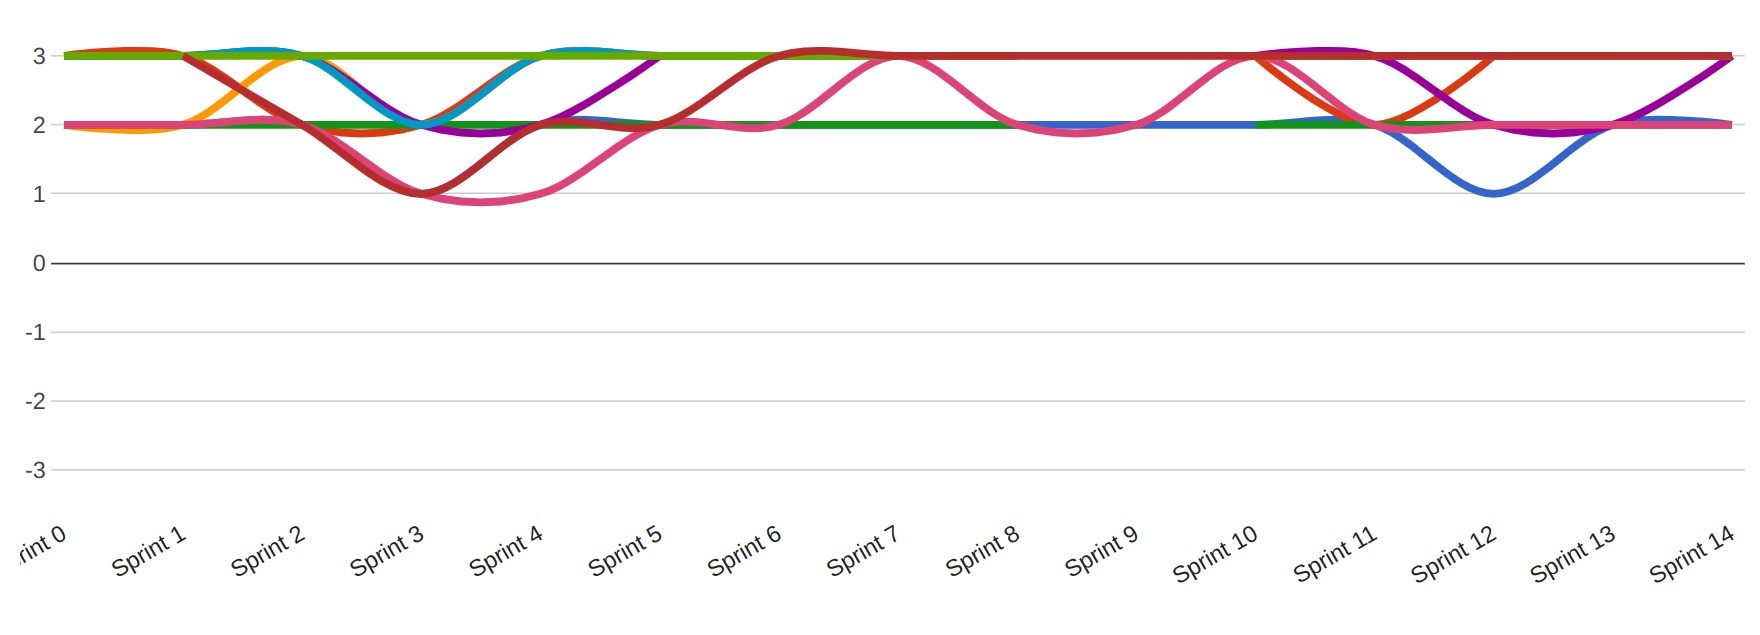 3
2
1
0
-1
-2
-3
rint 0
Sprint 1
Sprint 2
Sprint 3
Sprint 4
Sprint 5
Sprint 6
Sprint 7
Sprint 8
Sprint 9
Sprint 10
Sprint 11
Sprint 12
Sprint 13
Sprint 14